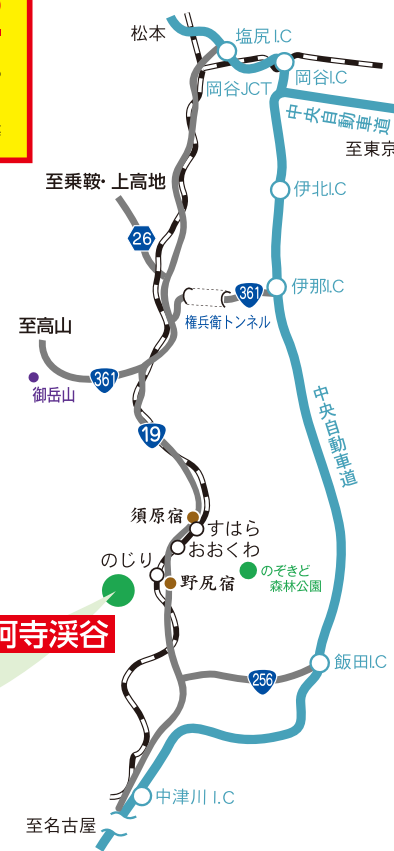 松本
塩尻I.C
岡谷JCT
岡谷I.C
中央自動車道
至東京
至乗鞍・上高地
伊北I.C
26
伊那I.C
361
権兵衛トンネル
至高山
361
御岳山
中央自動車道
19
須原宿
すはら
おおくわ
のじり
野尻宿
のぞきど
森林公園
寺渓谷
飯田I.C
256
中津川I.C
至名古屋